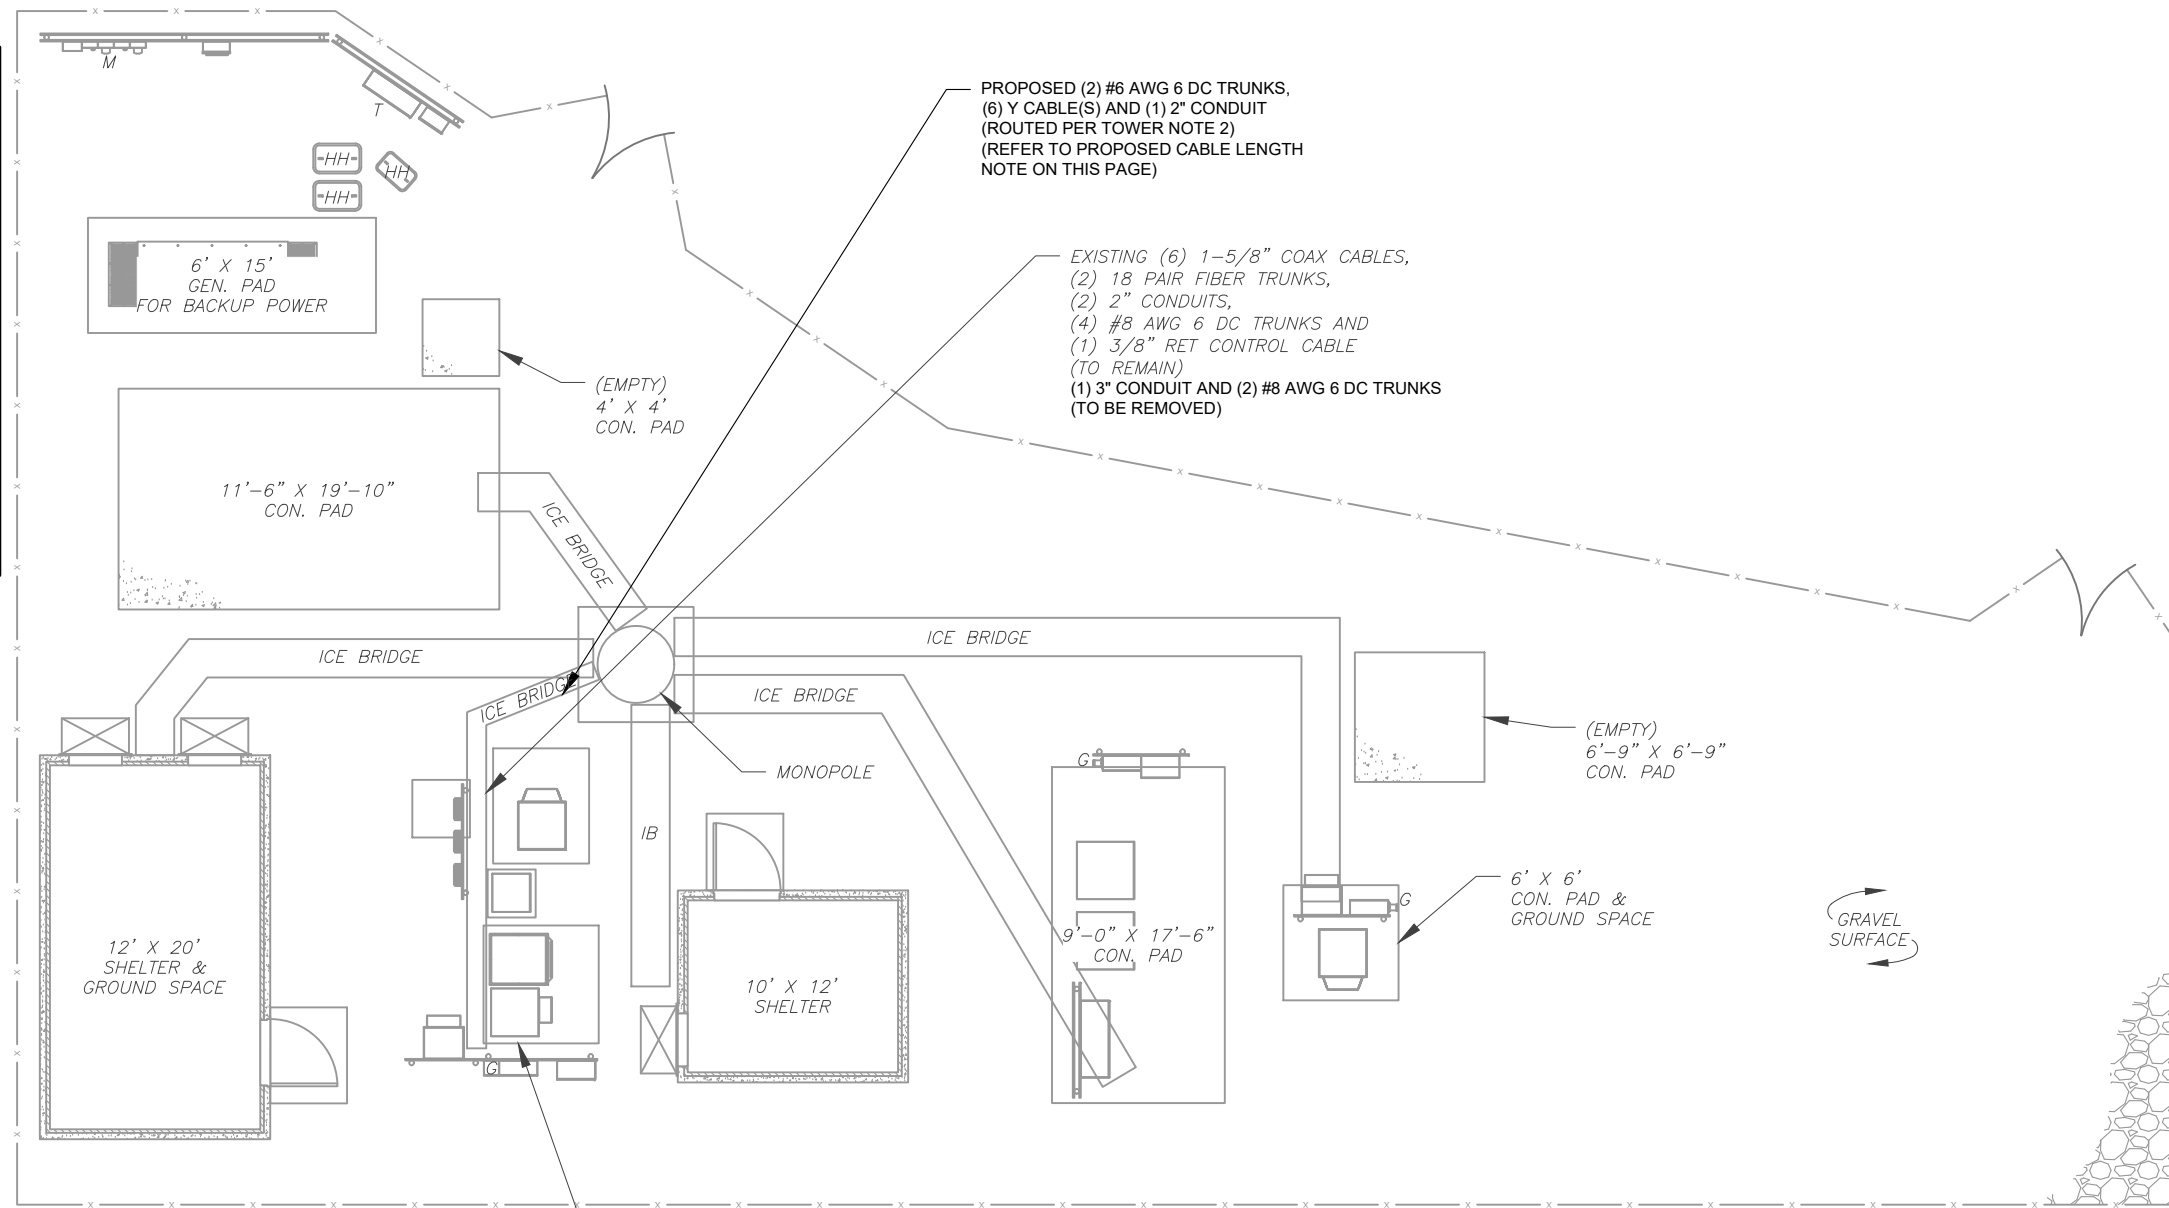 M
T
PROPOSED (2) #6 AWG 6 DC TRUNKS,
(6) Y CABLE(S) AND (1) 2" CONDUIT
(ROUTED PER TOWER NOTE 2)
(REFER TO PROPOSED CABLE LENGTH
NOTE ON THIS PAGE)
HH
HH
HH
EXISTING (6) 1-5/8" COAX CABLES,
(2) 18 PAIR FIBER TRUNKS,
(2) 2" CONDUITS,
(4) #8 AWG 6 DC TRUNKS AND
(1) 3/8" RET CONTROL CABLE
(TO REMAIN)
(1) 3" CONDUIT AND (2) #8 AWG 6 DC TRUNKS
(TO BE REMOVED)
6' X 15'
GEN. PAD
FOR BACKUP POWER
(EMPTY)
4' X 4'
CON. PAD
11'-6" X 19'-10"
CON. PAD
ICE BRIDGE
ICE BRIDGE
ICE BRIDGE
ICE BRIDGE
ICE BRIDGE
MONOPOLE
IB
(EMPTY)
6'-9" X 6'-9"
CON. PAD
G
6' X 6'
CON. PAD &
GROUND SPACE
G
GRAVEL
SURFACE
9'-0" X 17'-6"
CON. PAD
12' X 20'
SHELTER &
GROUND SPACE
10' X 12'
SHELTER
G